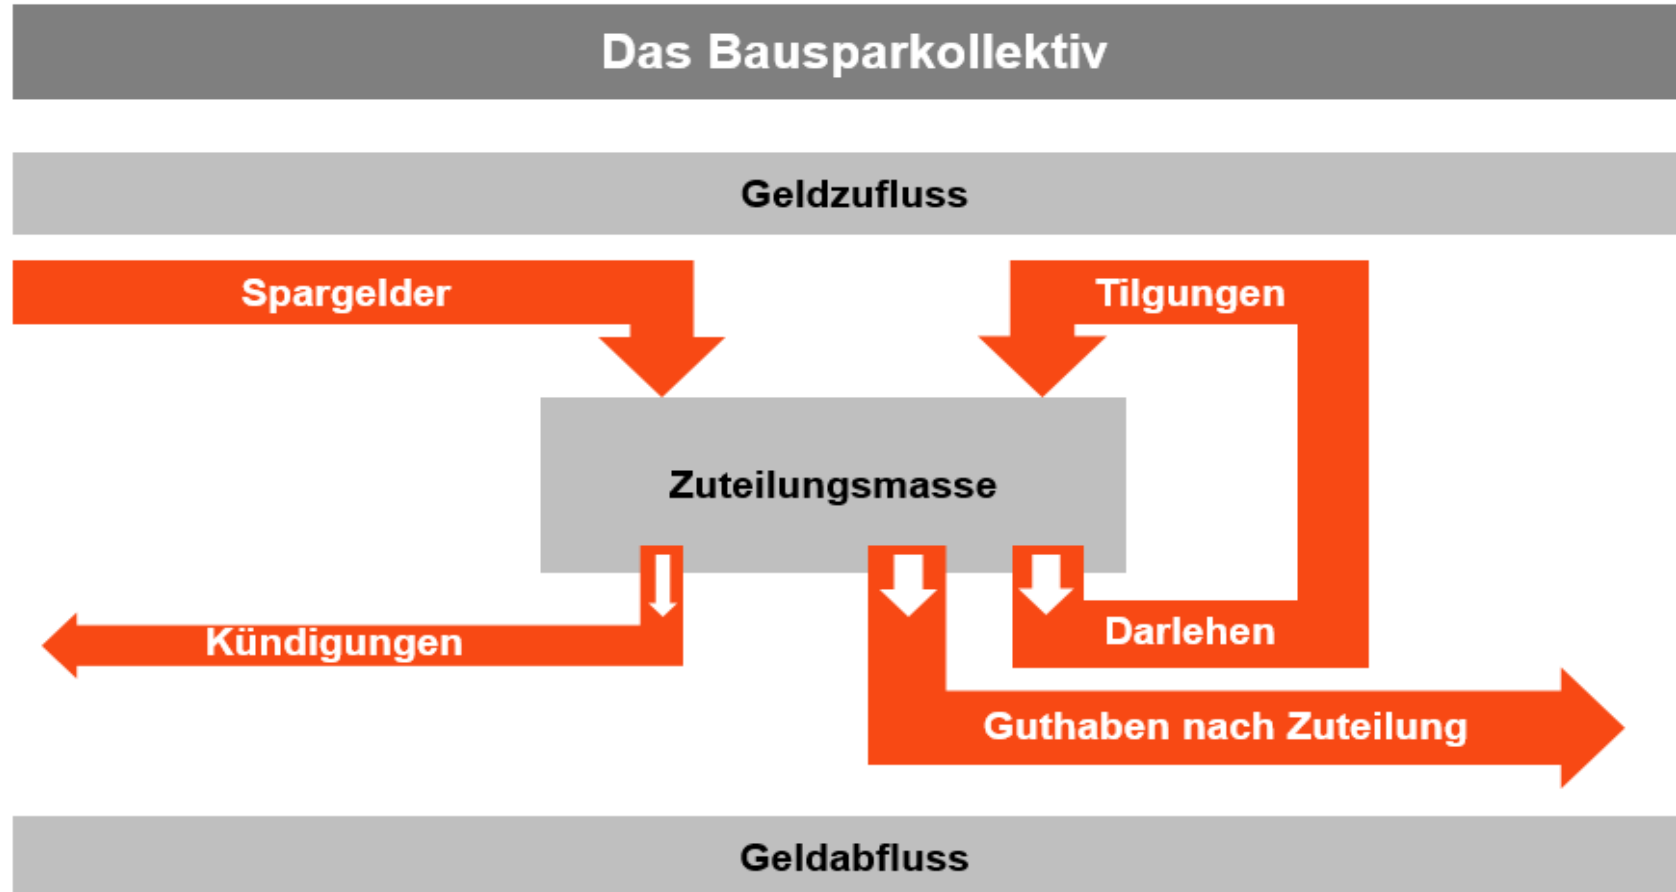 Das Bausparkollektiv
Geldzufluss
Spargelder
Tilgungen
Zuteilungsmasse
Kündigungen
Darlehen
Guthaben nach Zuteilung
Geldabfluss